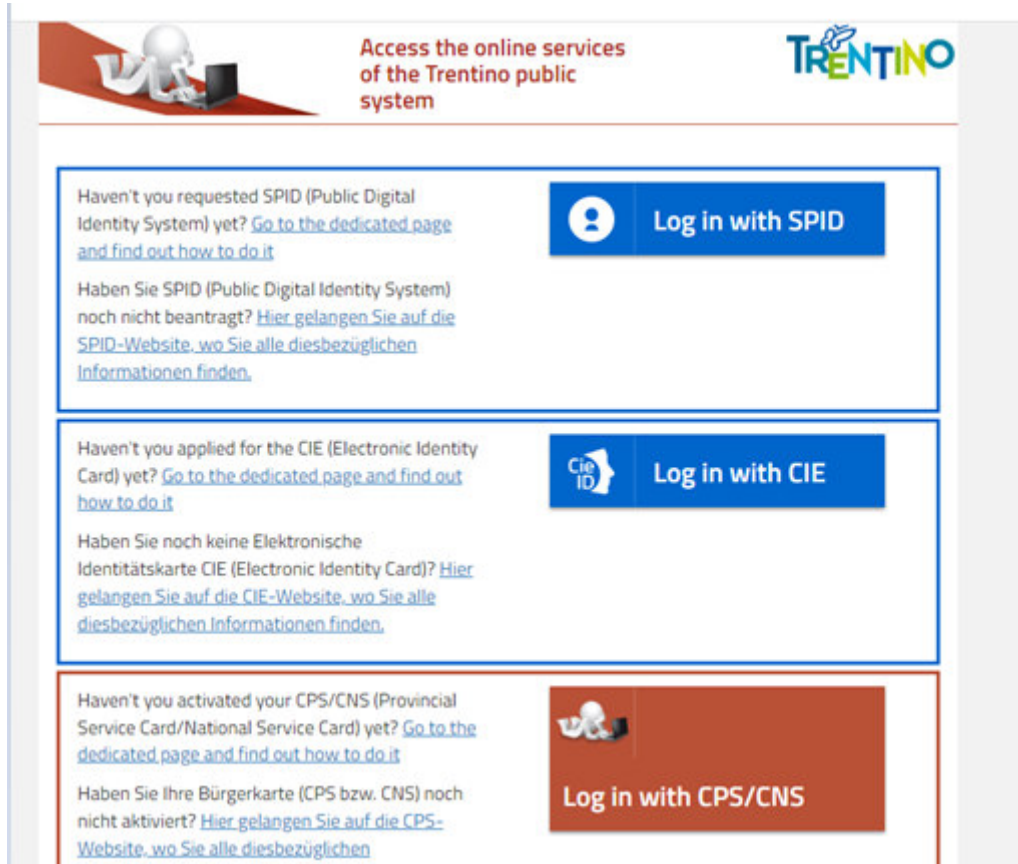 Access the online services
of the Trentino public
system
TRENTINO
Haven't you requested SPID (Public Digital
Identity System) yet? Go to the dedicated page
and find out how to do it
Log in with SPID
Haben Sie SPID (Public Digital Identity System)
noch nicht beantragt? Hier gelangen Sie auf die
SPID-Website, wo Sie alle diesbezüglichen
Informationen finden.
Haven't you applied for the CIE (Electronic Identity
Card) yet? Go to the dedicated page and find out
how to do it
Cie
ID
Log in with CIE
Haben Sie noch keine Elektronische
Identitätskarte CIE (Electronic Identity Card)? Hier
gelangen Sie auf die CIE-Website, wo Sie alle
diesbezüglichen Informationen finden.
Haven't you activated your CPS/CNS (Provincial
Service Card/National Service Card) yet? Go to the
dedicated page and find out how to do it
Log in with CPS/CNS
Haben Sie Ihre Bürgerkarte (CPS bzw. CNS) noch
nicht aktiviert? Hier gelangen Sie auf die CPS-
Website, wo Sie alle diesbezüglichen